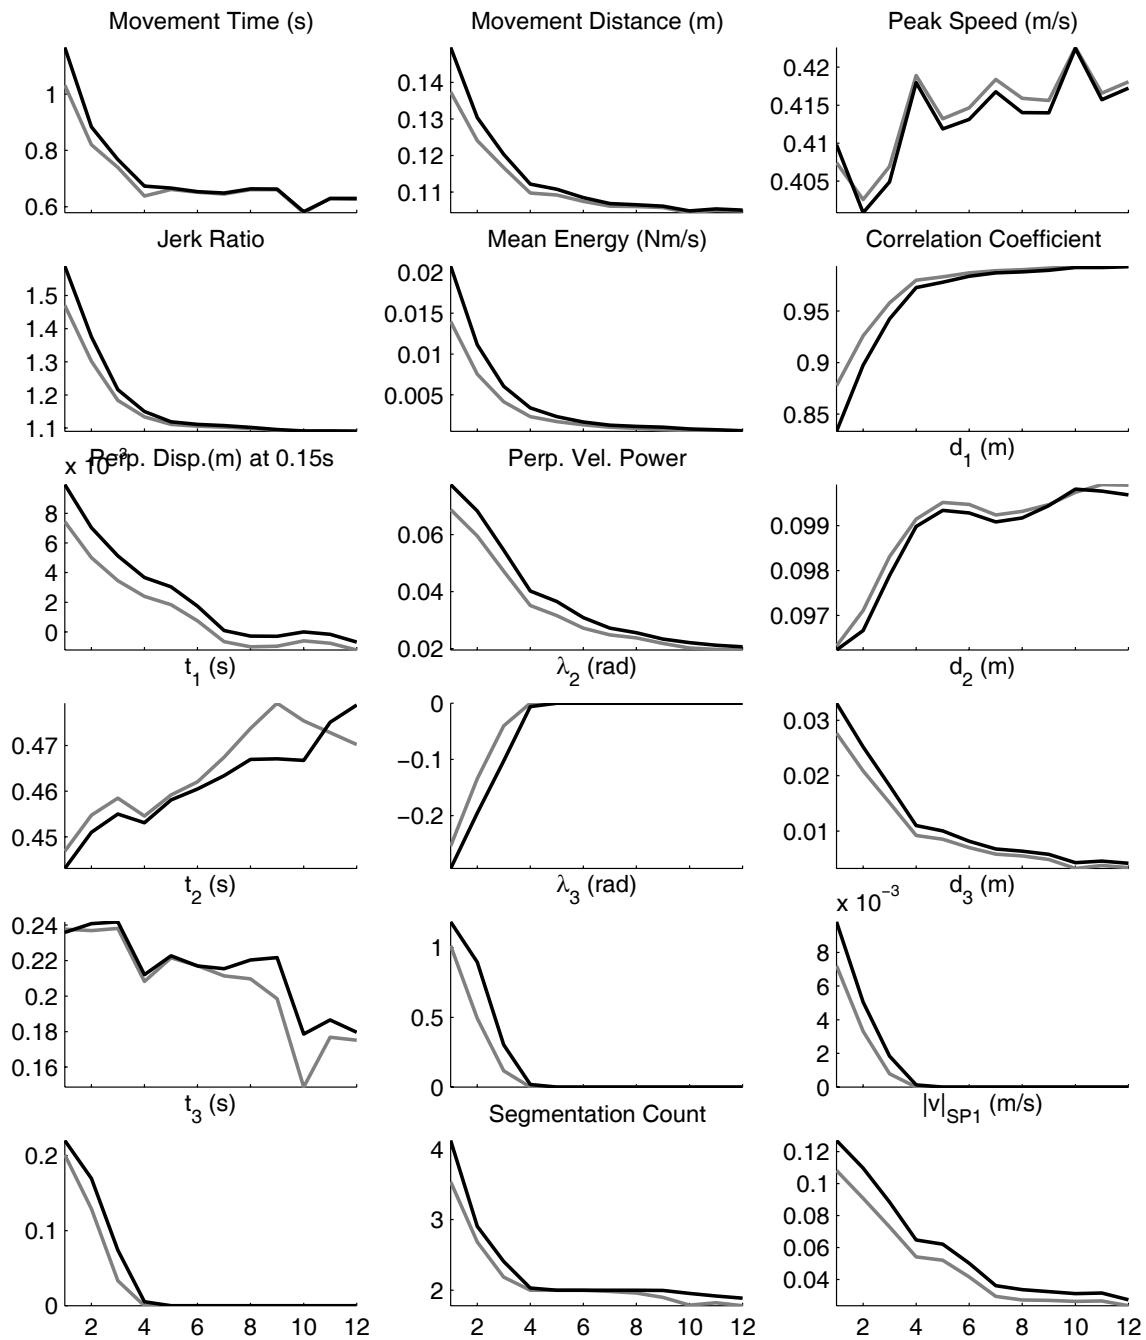 Movement Time (s)
1
0.8
0.6
Movement Distance (m)
0.14
0.13
0.12
0.11
Peak Speed (m/s)
0.42
0.415
0.41
0.405
Jerk Ratio
1.5
1.4
1.3
1.2
1.1
Mean Energy (Nm/s)
0.02
0.015
0.01
0.005
Correlation Coefficient
0.95
0.9
0.85
x 10⁻³
Perp. Disp.(m) at 0.15s
8
6
4
2
0
Perp. Vel. Power
0.06
0.04
0.02
d₁ (m)
0.099
0.098
0.097
t₁ (s)
0.47
0.46
0.45
λ₂ (rad)
0
−0.1
−0.2
d₂ (m)
0.03
0.02
0.01
t₂ (s)
0.24
0.22
0.2
0.18
0.16
λ₃ (rad)
1
0.5
0
d₃ (m)
x 10⁻³
8
6
4
2
0
t₃ (s)
0.2
0.1
0
2 4 6 8 10 12
Segmentation Count
4
3
2
2 4 6 8 10 12
|v|SP1 (m/s)
0.12
0.1
0.08
0.06
0.04
2 4 6 8 10 12